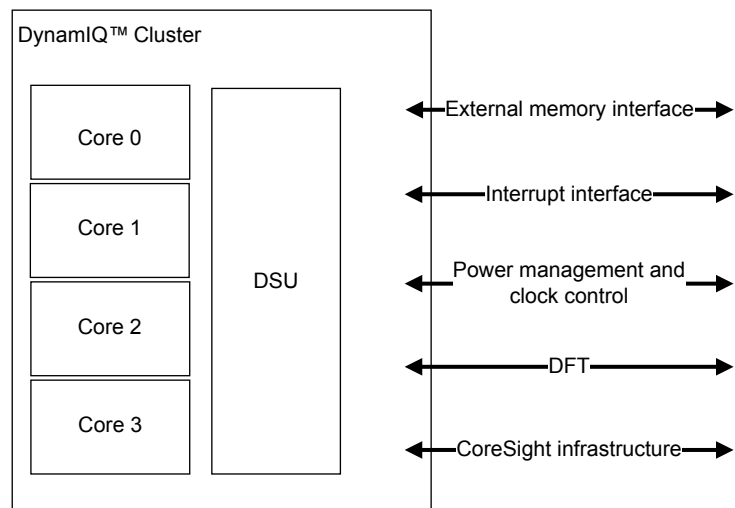 DynamIQ™ Cluster
Core 0
Core 1
Core 2
Core 3
DSU
External memory interface
Interrupt interface
Power management and
clock control
DFT
CoreSight infrastructure